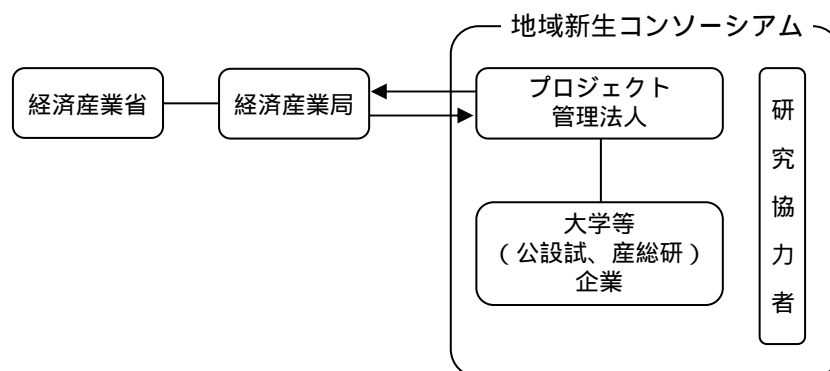 地域新生コンソーシアム
経済産業省
経済産業局
プロジェクト
管理法人
大学等
（公設試、産総研）
企業
研究協力者